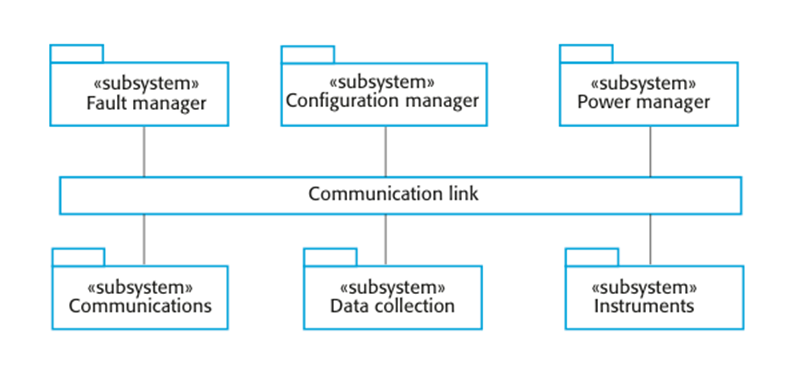 «subsystem»
Fault manager
«subsystem»
Configuration manager
«subsystem»
Power manager
Communication link
«subsystem»
Communications
«subsystem»
Data collection
«subsystem»
Instruments